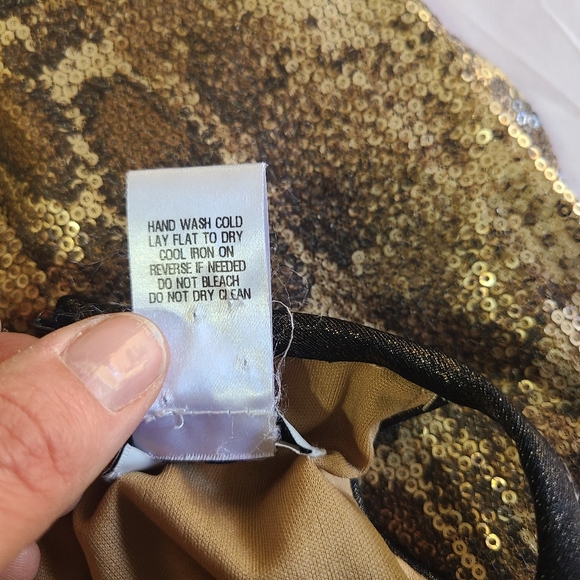 HAND WASH COLD
LAY FLAT TO DRY
COOL IRON ON
REVERSE IF NEEDED
DO NOT BLEACH
DO NOT DRY CLEAN